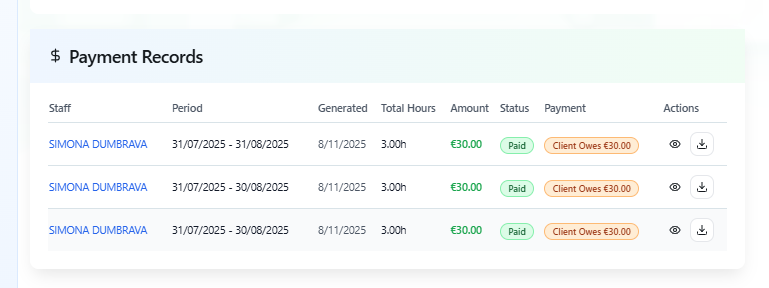 $ Payment Records
Staff Period Generated Total Hours Amount Status Payment Actions
SIMONA DUMBRAVA 31/07/2025 - 31/08/2025 8/11/2025 3.00h €30.00 Paid Client Owes €30.00
SIMONA DUMBRAVA 31/07/2025 - 30/08/2025 8/11/2025 3.00h €30.00 Paid Client Owes €30.00
SIMONA DUMBRAVA 31/07/2025 - 30/08/2025 8/11/2025 3.00h €30.00 Paid Client Owes €30.00